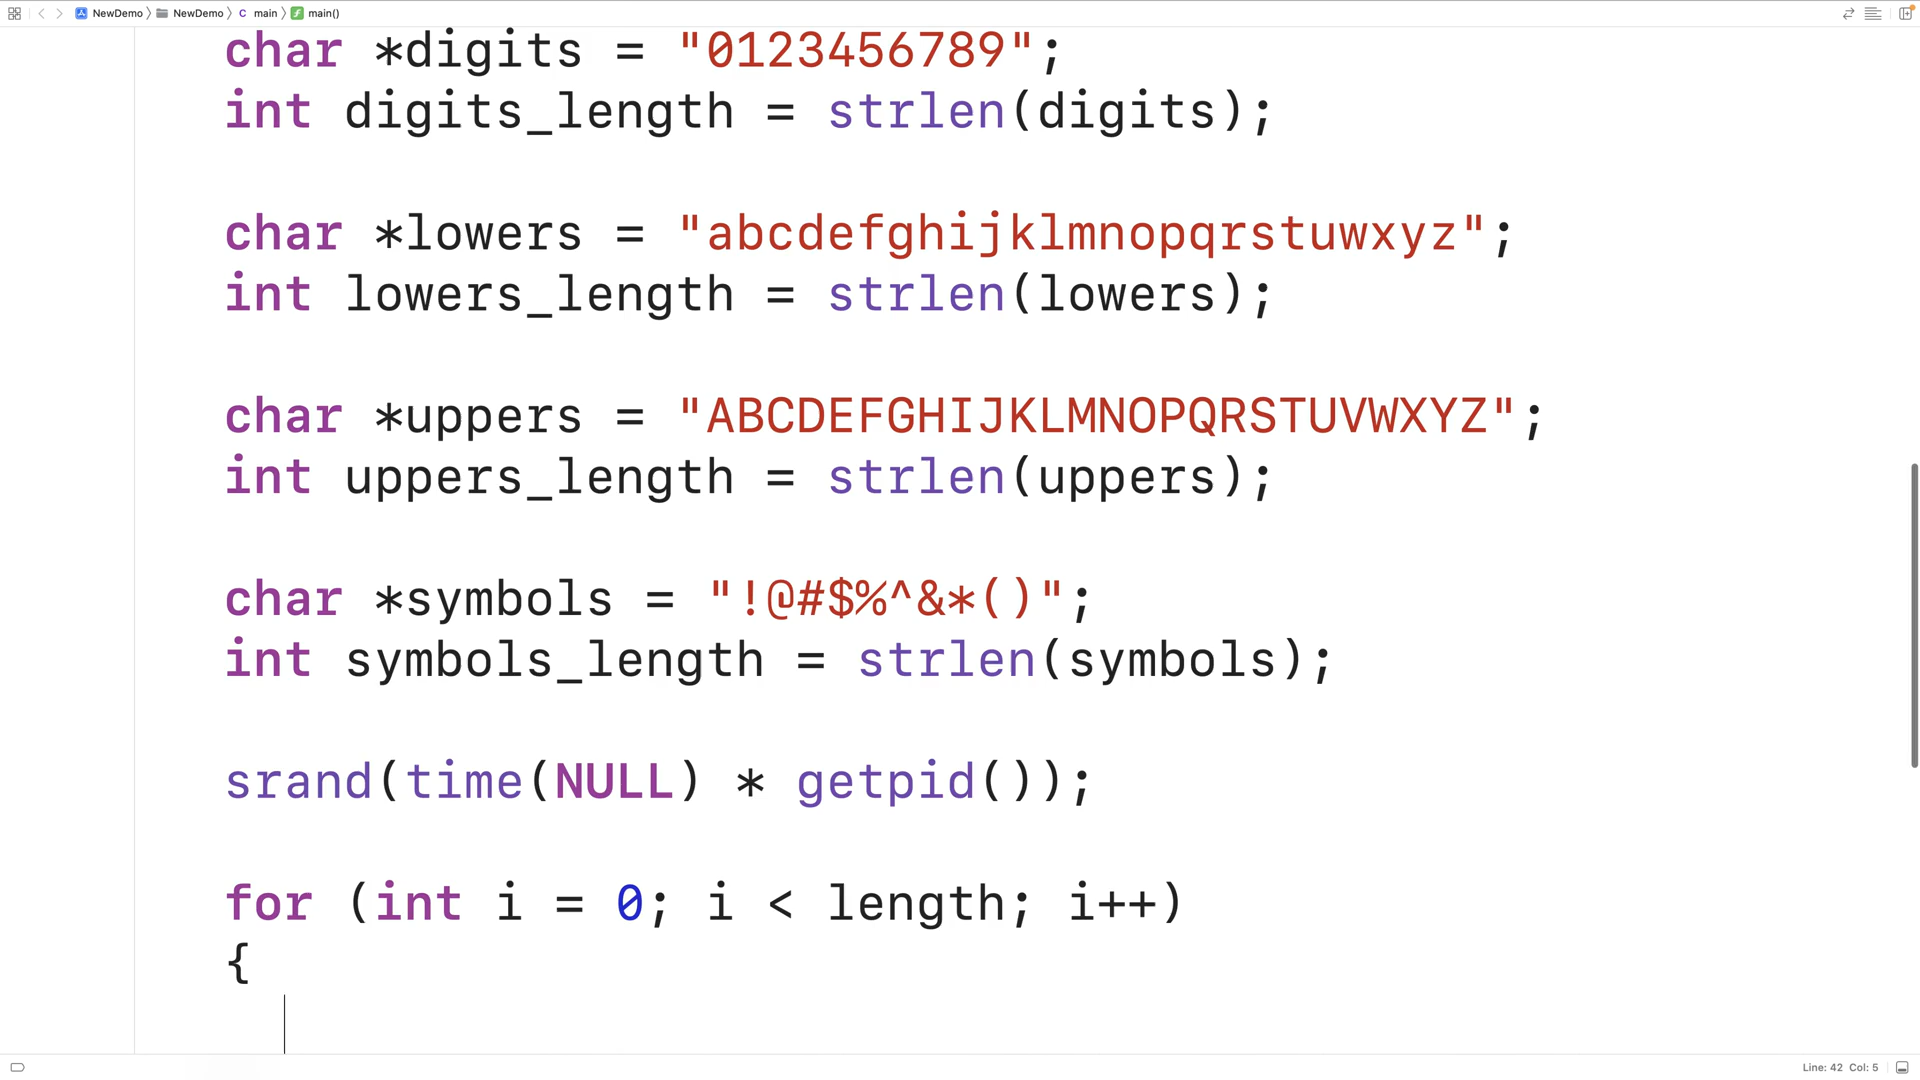 NewDemo NewDemo C main f main()
char *digits = "0123456789";
int digits_length = strlen(digits);
char *lowers = "abcdefghijklmnopqrstuwxyz";
int lowers_length = strlen(lowers);
char *uppers = "ABCDEFGHIJKLMNOPQRSTUVWXYZ";
int uppers_length = strlen(uppers);
char *symbols = "!@#$%^&*()";
int symbols_length = strlen(symbols);
srand(time(NULL) * getpid());
for (int i = 0; i < length; i++)
{
Line: 42 Col: 5